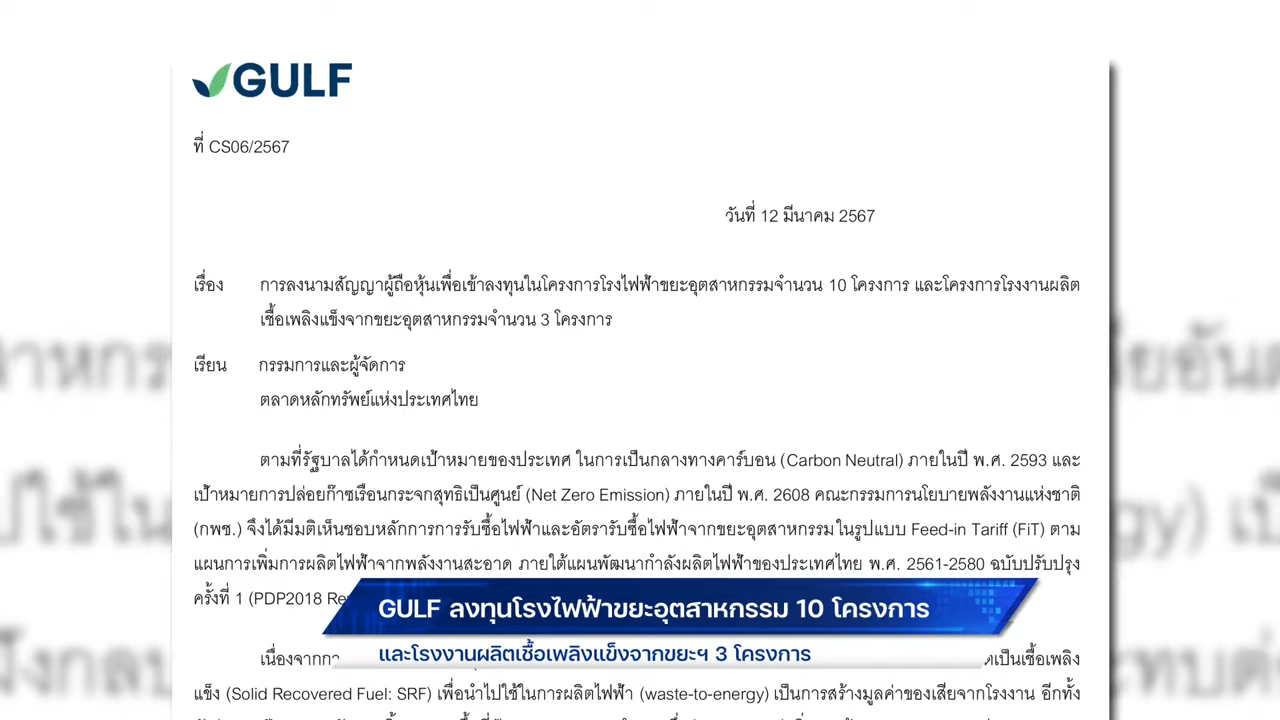 GULF
ที่ CS06/2567
วันที่ 12 มีนาคม 2567
เรื่อง การลงนามสัญญาผู้ถือหุ้นเพื่อเข้าลงทุนในโครงการโรงไฟฟ้าขยะอุตสาหกรรมจำนวน 10 โครงการ และโครงการโรงงานผลิต
เชื้อเพลิงแข็งจากขยะอุตสาหกรรมจำนวน 3 โครงการ
เรียน กรรมการและผู้จัดการ
ตลาดหลักทรัพย์แห่งประเทศไทย
ตามที่รัฐบาลได้กำหนดเป้าหมายของประเทศ ในการเป็นกลางทางคาร์บอน (Carbon Neutral) ภายในปี พ.ศ. 2593 และ
เป้าหมายการปล่อยก๊าซเรือนกระจกสุทธิเป็นศูนย์ (Net Zero Emission) ภายในปี พ.ศ. 2608 คณะกรรมการนโยบายพลังงานแห่งชาติ
(กพช.) จึงได้มีมติเห็นชอบหลักการการรับซื้อไฟฟ้าและอัตรารับซื้อไฟฟ้าจากขยะอุตสาหกรรมในรูปแบบ Feed-in Tariff (FiT) ตาม
แผนการเพิ่มการผลิตไฟฟ้าจากพลังงานสะอาด ภายใต้แผนพัฒนากำลังผลิตไฟฟ้าของประเทศไทย พ.ศ. 2561-2580 ฉบับปรับปรุง
ครั้งที่ 1 (PDP2018
GULF ลงทุนโรงไฟฟ้าขยะอุตสาหกรรม 10 โครงการ
และโรงงานผลิตเชื้อเพลิงแข็งจากขยะฯ 3 โครงการ
เป็นเชื้อเพลิง
แข็ง (Solid Recovered Fuel: SRF) เพื่อนำไปใช้ในการผลิตไฟฟ้า (waste-to-energy) เป็นการสร้างมูลค่าของเสียจากโรงงาน อีกทั้ง